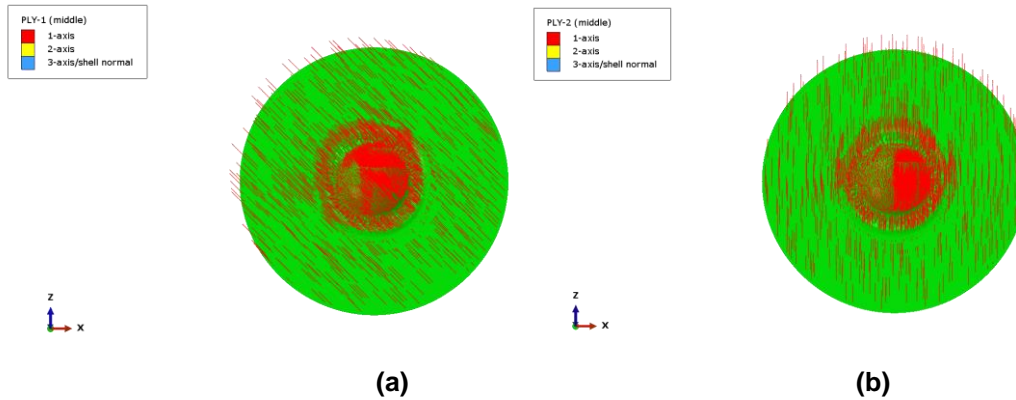 PLY-1 (middle)
1-axis
2-axis
3-axis/shell normal
Z
X
(a)
PLY-2 (middle)
1-axis
2-axis
3-axis/shell normal
Z
X
(b)